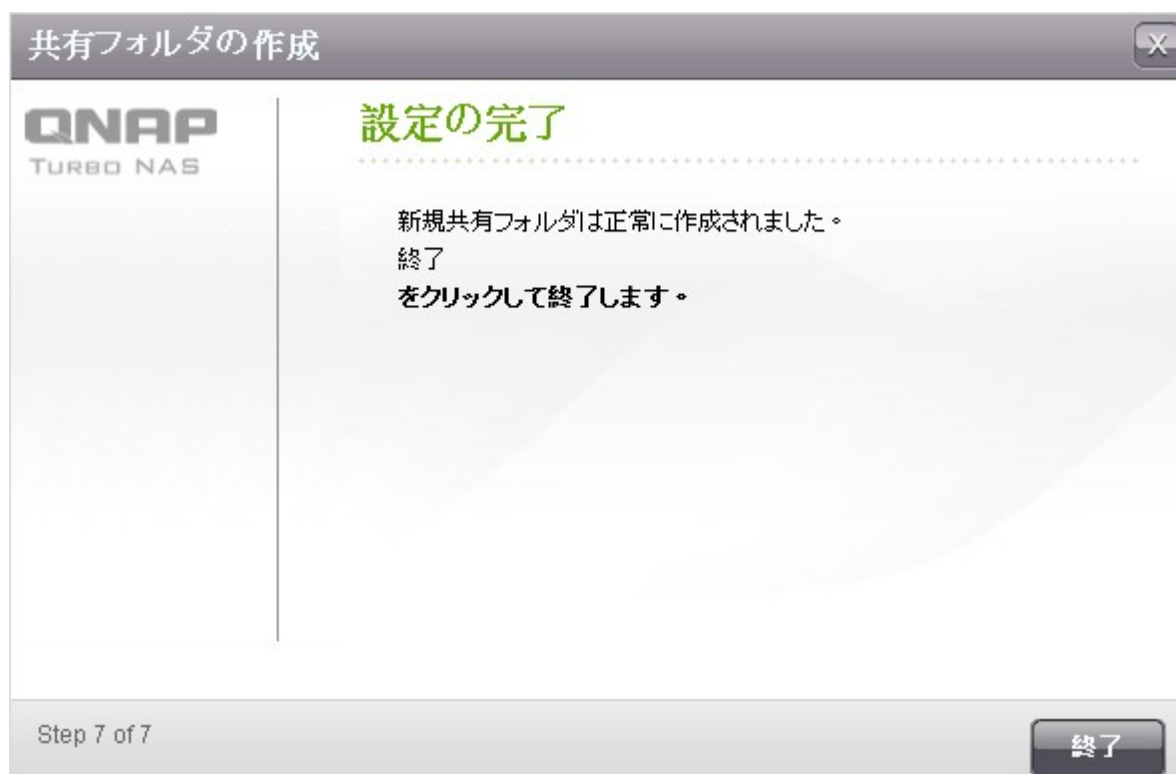 共有フォルダの作成
X
QNAP
TURBO NAS
設定の完了
新規共有フォルダは正常に作成されました。
終了
をクリックして終了します。
Step 7 of 7
終了